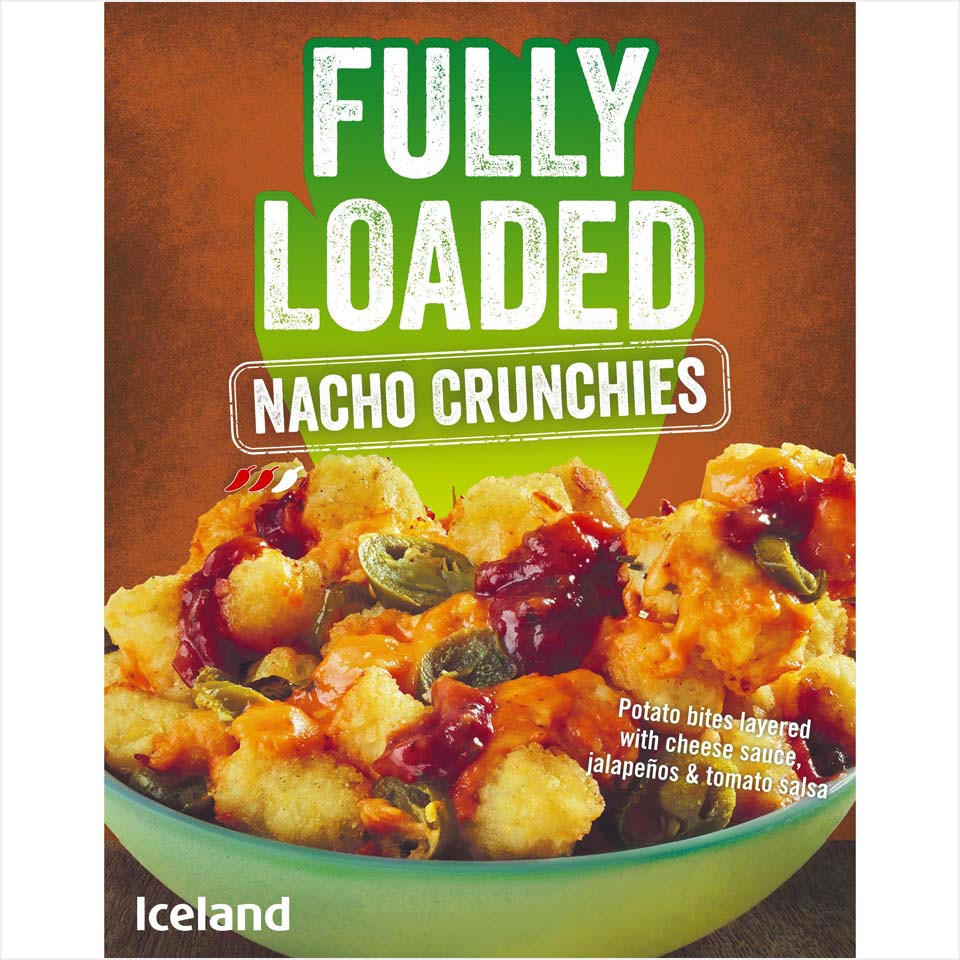 FULLY
LOADED
NACHO CRUNCHIES
Potato bites layered
with cheese sauce,
jalapeños & tomato salsa
Iceland